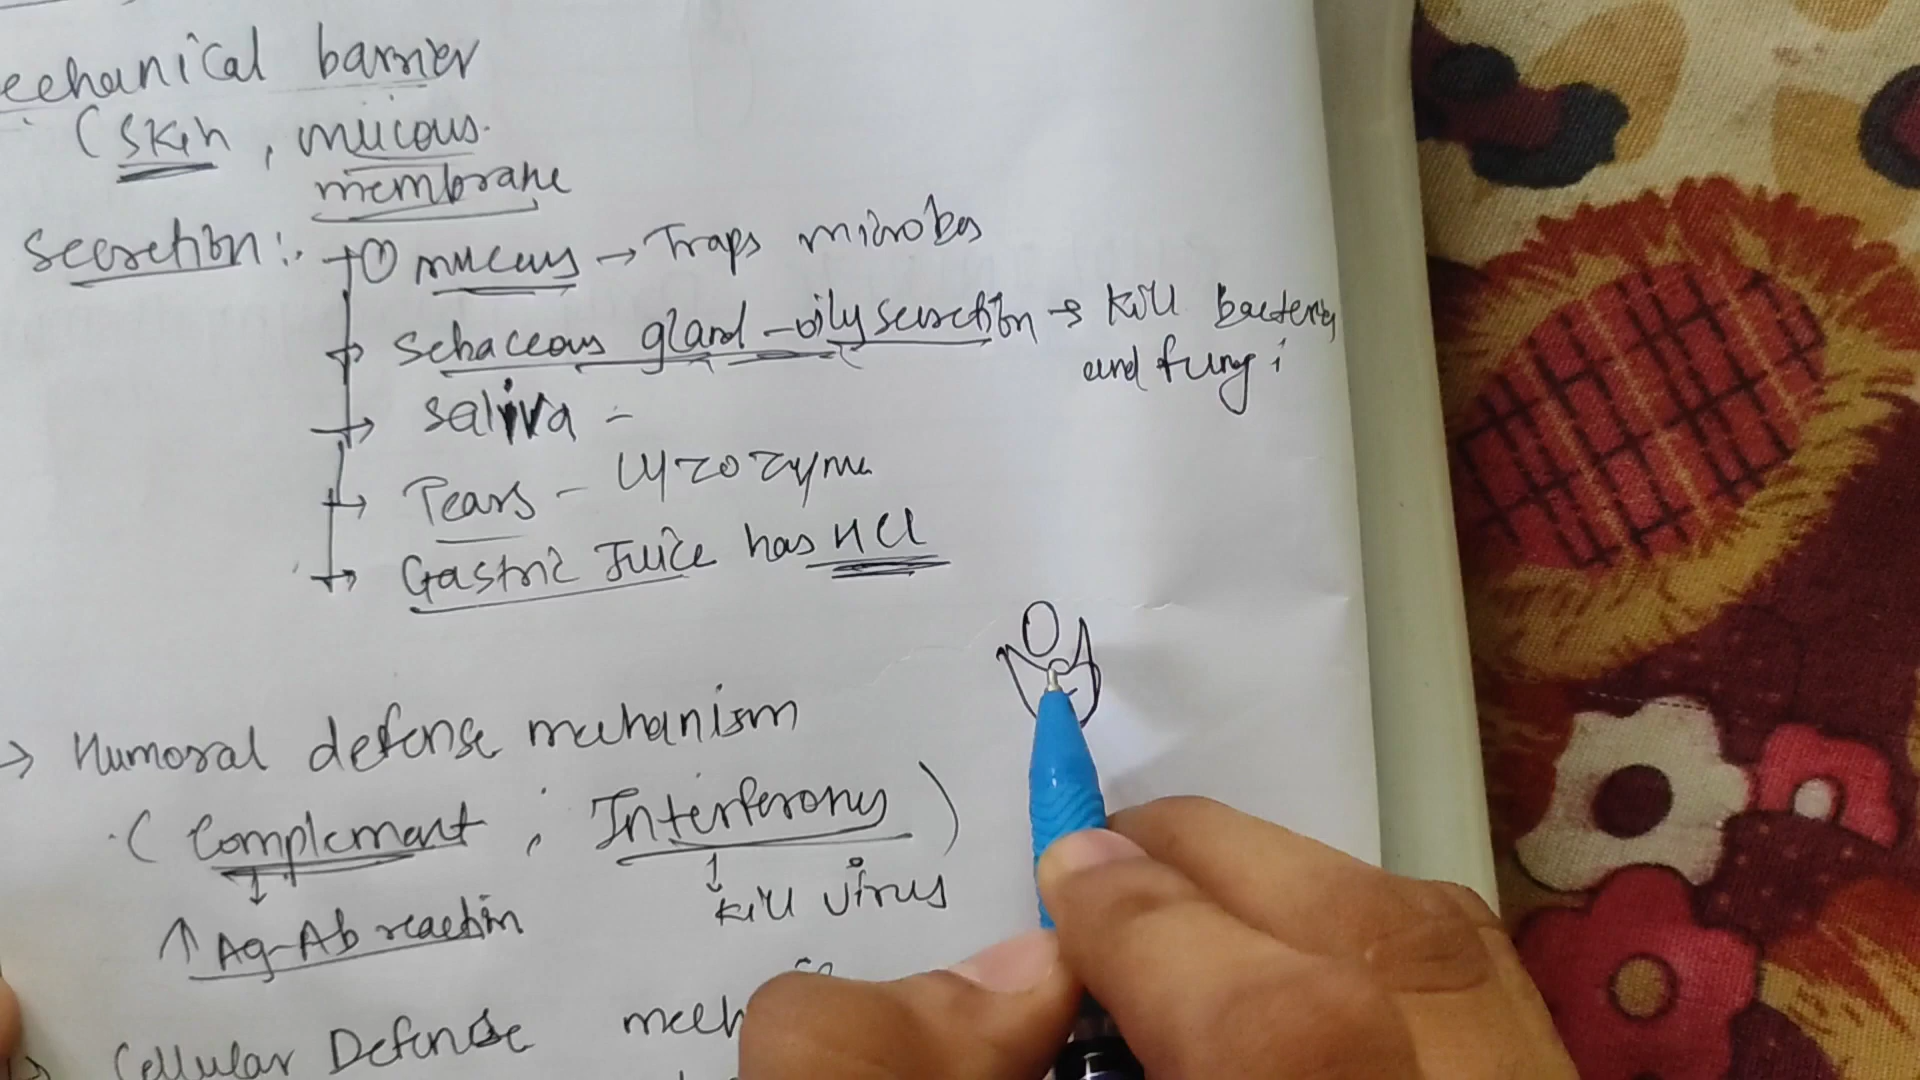 echanical barrier
(Skin, mucous
membrane
Secretion :- → ① mucus → Traps microbes
→ Sebaceous gland - oily secretion → Kill bacteria
and fungi
→ saliva -
→ Tears - Lyzozyme
→ Gastric Juice has HCl
→ Humoral defense mechanism
( Complement , Interferons )
↓ ↓
↑ Ag-Ab reaction Kill virus
Cellular Defense mech